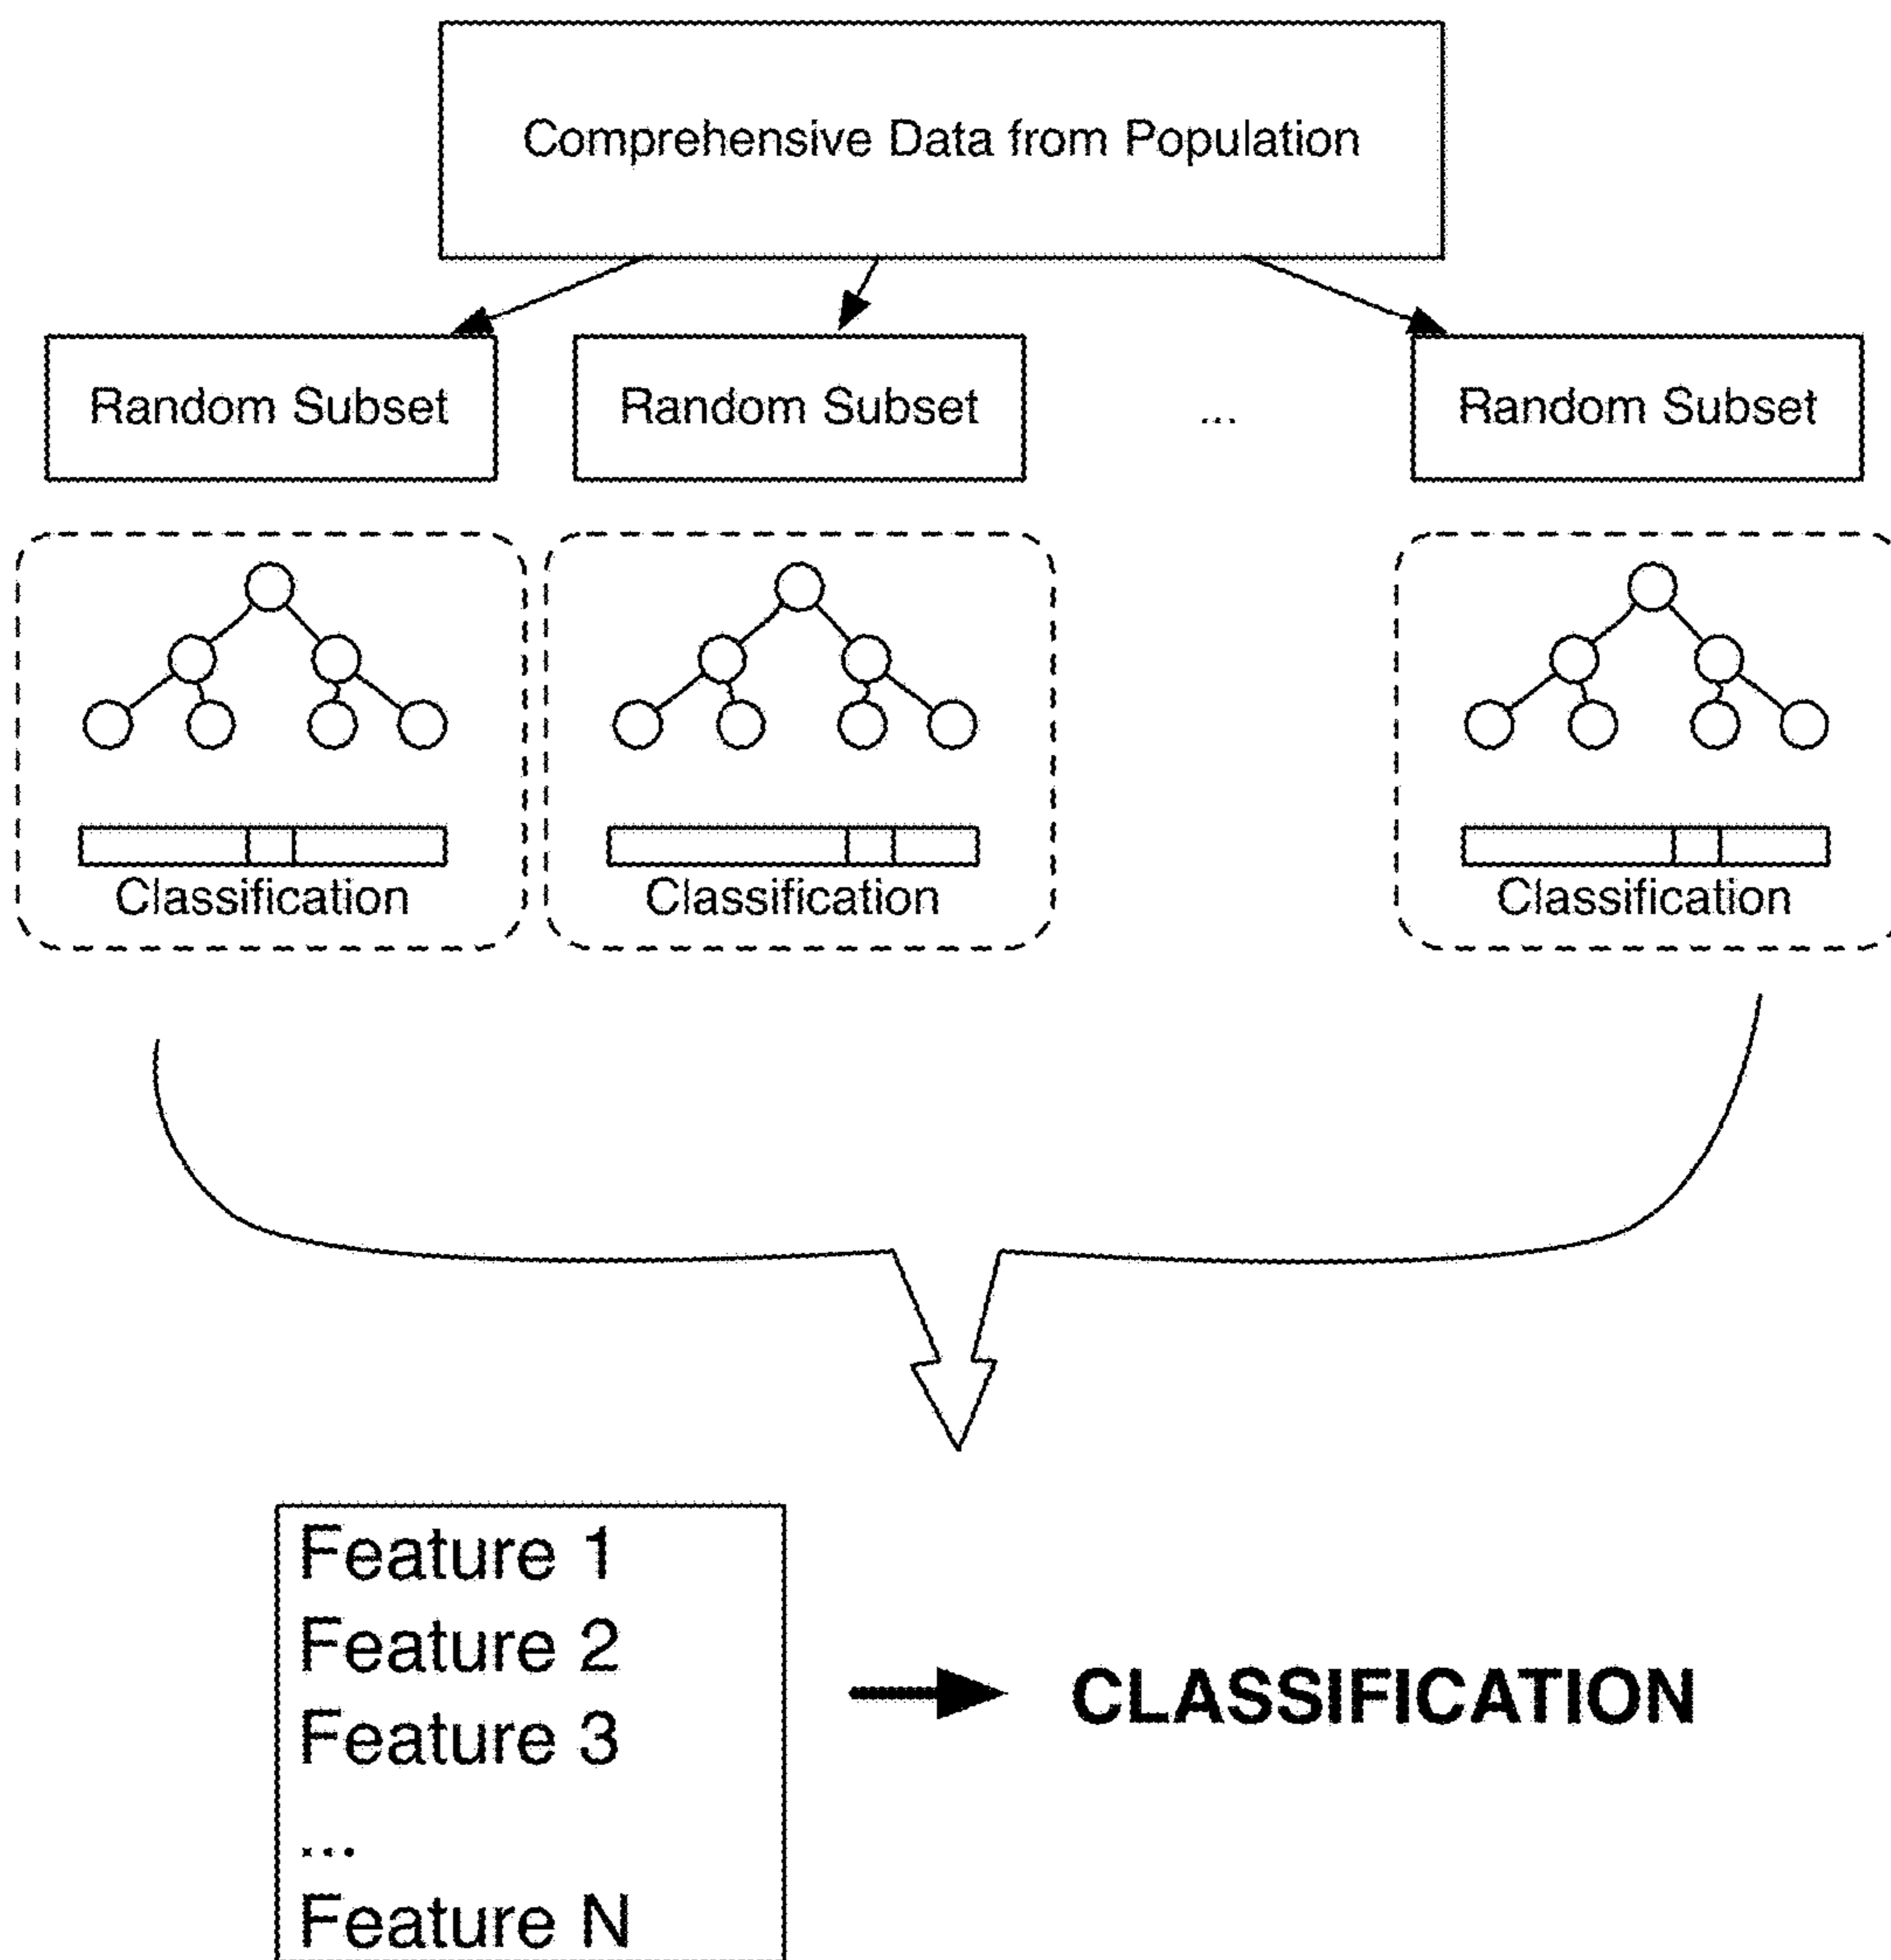 Comprehensive Data from Population
Random Subset
Random Subset
...
Random Subset
Classification
Classification
Classification
Feature 1
Feature 2
Feature 3
...
Feature N
CLASSIFICATION